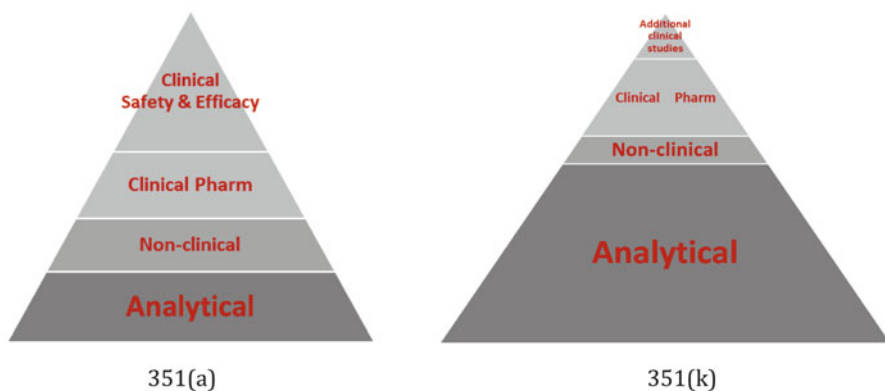 Clinical
Safety & Efficacy
Clinical Pharm
Non-clinical
Analytical
351(a)
Additional
clinical
studies
Clinical Pharm
Non-clinical
Analytical
351(k)